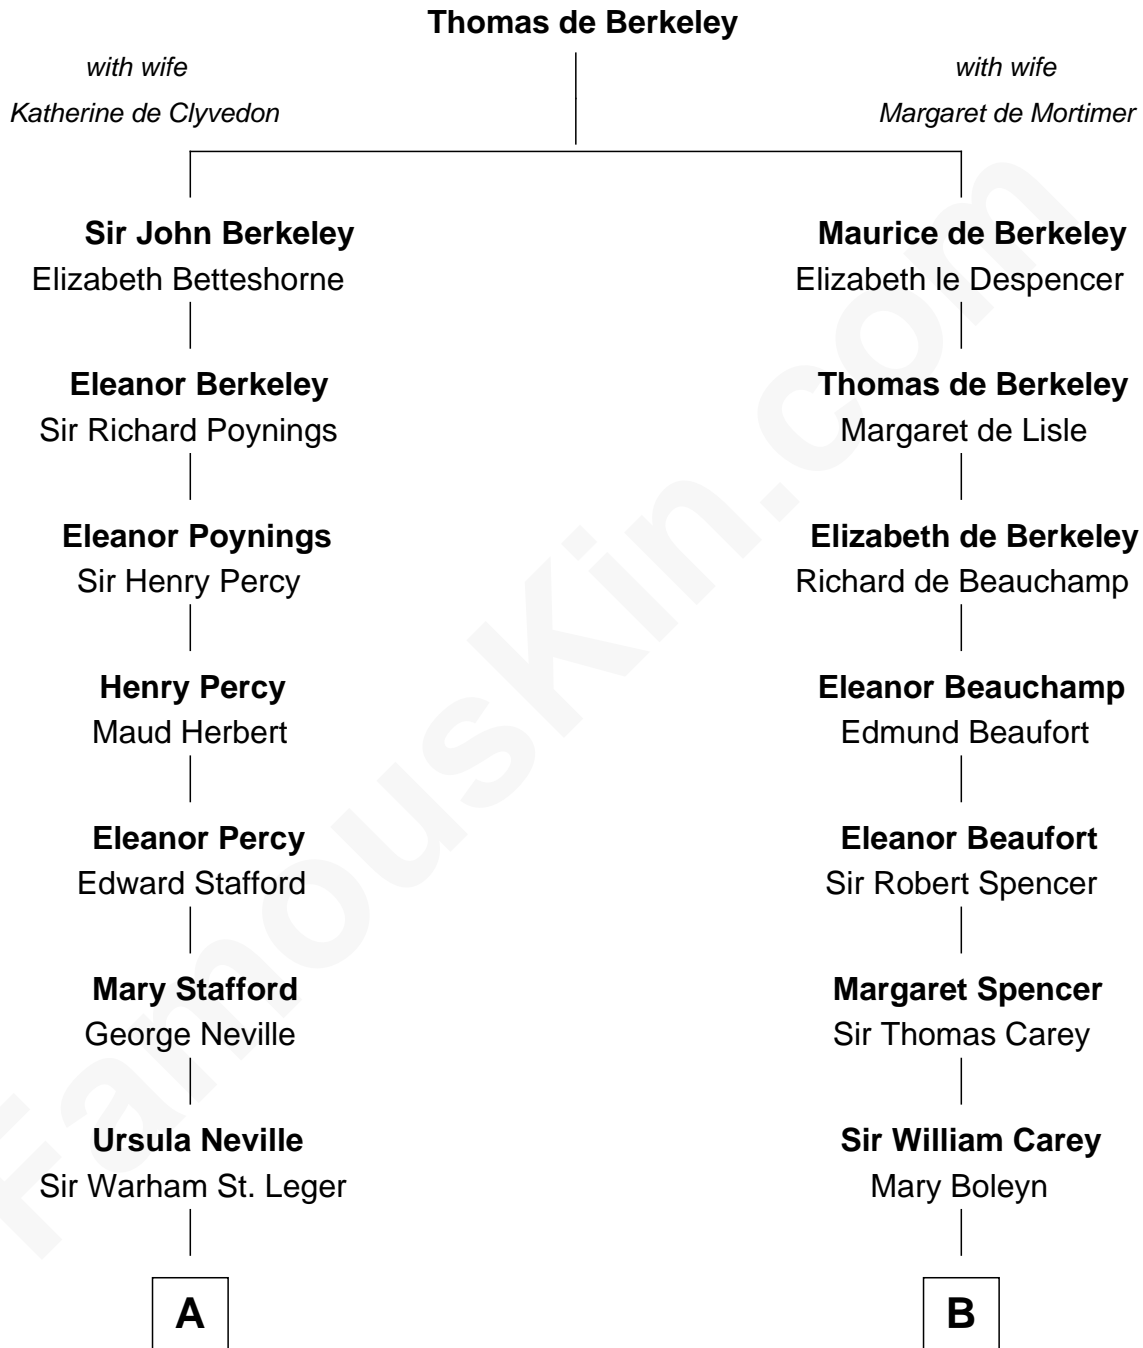 Thomas de Berkeley
with wife
Katherine de Clyvedon
with wife
Margaret de Mortimer
Sir John Berkeley
Elizabeth Betteshorne
Maurice de Berkeley
Elizabeth le Despencer
Eleanor Berkeley
Sir Richard Poynings
Thomas de Berkeley
Margaret de Lisle
Eleanor Poynings
Sir Henry Percy
Elizabeth de Berkeley
Richard de Beauchamp
Henry Percy
Maud Herbert
Eleanor Beauchamp
Edmund Beaufort
Eleanor Percy
Edward Stafford
Eleanor Beaufort
Sir Robert Spencer
Mary Stafford
George Neville
Margaret Spencer
Sir Thomas Carey
Ursula Neville
Sir Warham St. Leger
Sir William Carey
Mary Boleyn
A
B
FamousKin.com